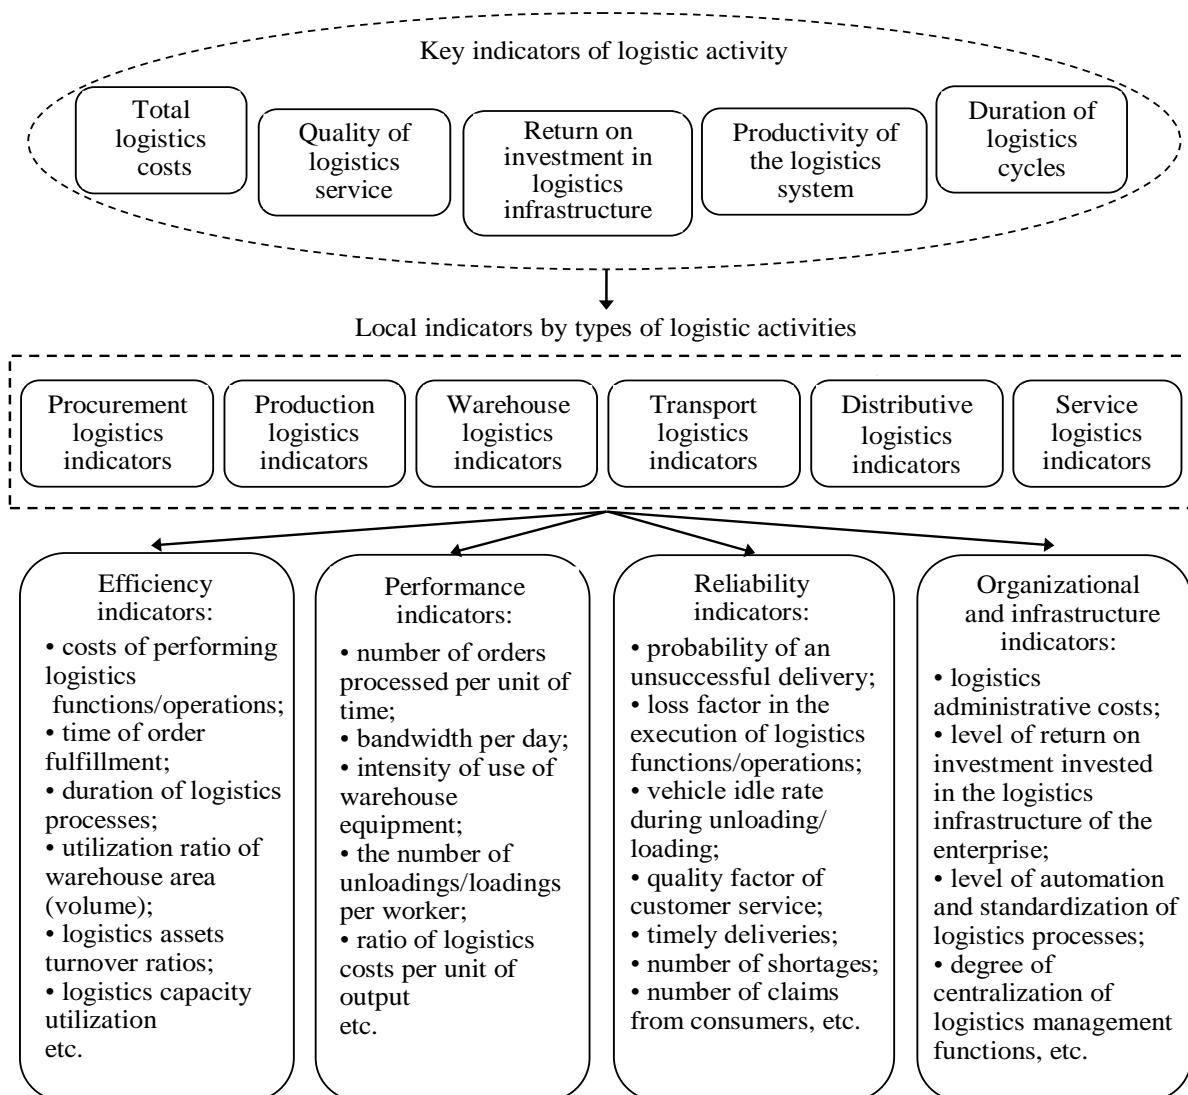 Key indicators of logistic activity
Total
logistics
costs
Quality of
logistics
service
Return on
investment in
logistics
infrastructure
Productivity of
the logistics
system
Duration of
logistics
cycles
Local indicators by types of logistic activities
Procurement
logistics
indicators
Production
logistics
indicators
Warehouse
logistics
indicators
Transport
logistics
indicators
Distributive
logistics
indicators
Service
logistics
indicators
Efficiency
indicators:
• costs of performing
logistics
functions/operations;
• time of order
fulfillment;
• duration of logistics
processes;
• utilization ratio of
warehouse area
(volume);
• logistics assets
turnover ratios;
• logistics capacity
utilization
etc.
Performance
indicators:
• number of orders
processed per unit of
time;
• bandwidth per day;
• intensity of use of
warehouse
equipment;
• the number of
unloadings/loadings
per worker;
• ratio of logistics
costs per unit of
output
etc.
Reliability
indicators:
• probability of an
unsuccessful delivery;
• loss factor in the
execution of logistics
functions/operations;
• vehicle idle rate
during unloading/
loading;
• quality factor of
customer service;
• timely deliveries;
• number of shortages;
• number of claims
from consumers, etc.
Organizational
and infrastructure
indicators:
• logistics
administrative costs;
• level of return on
investment invested
in the logistics
infrastructure of the
enterprise;
• level of automation
and standardization of
logistics processes;
• degree of
centralization of
logistics management
functions, etc.